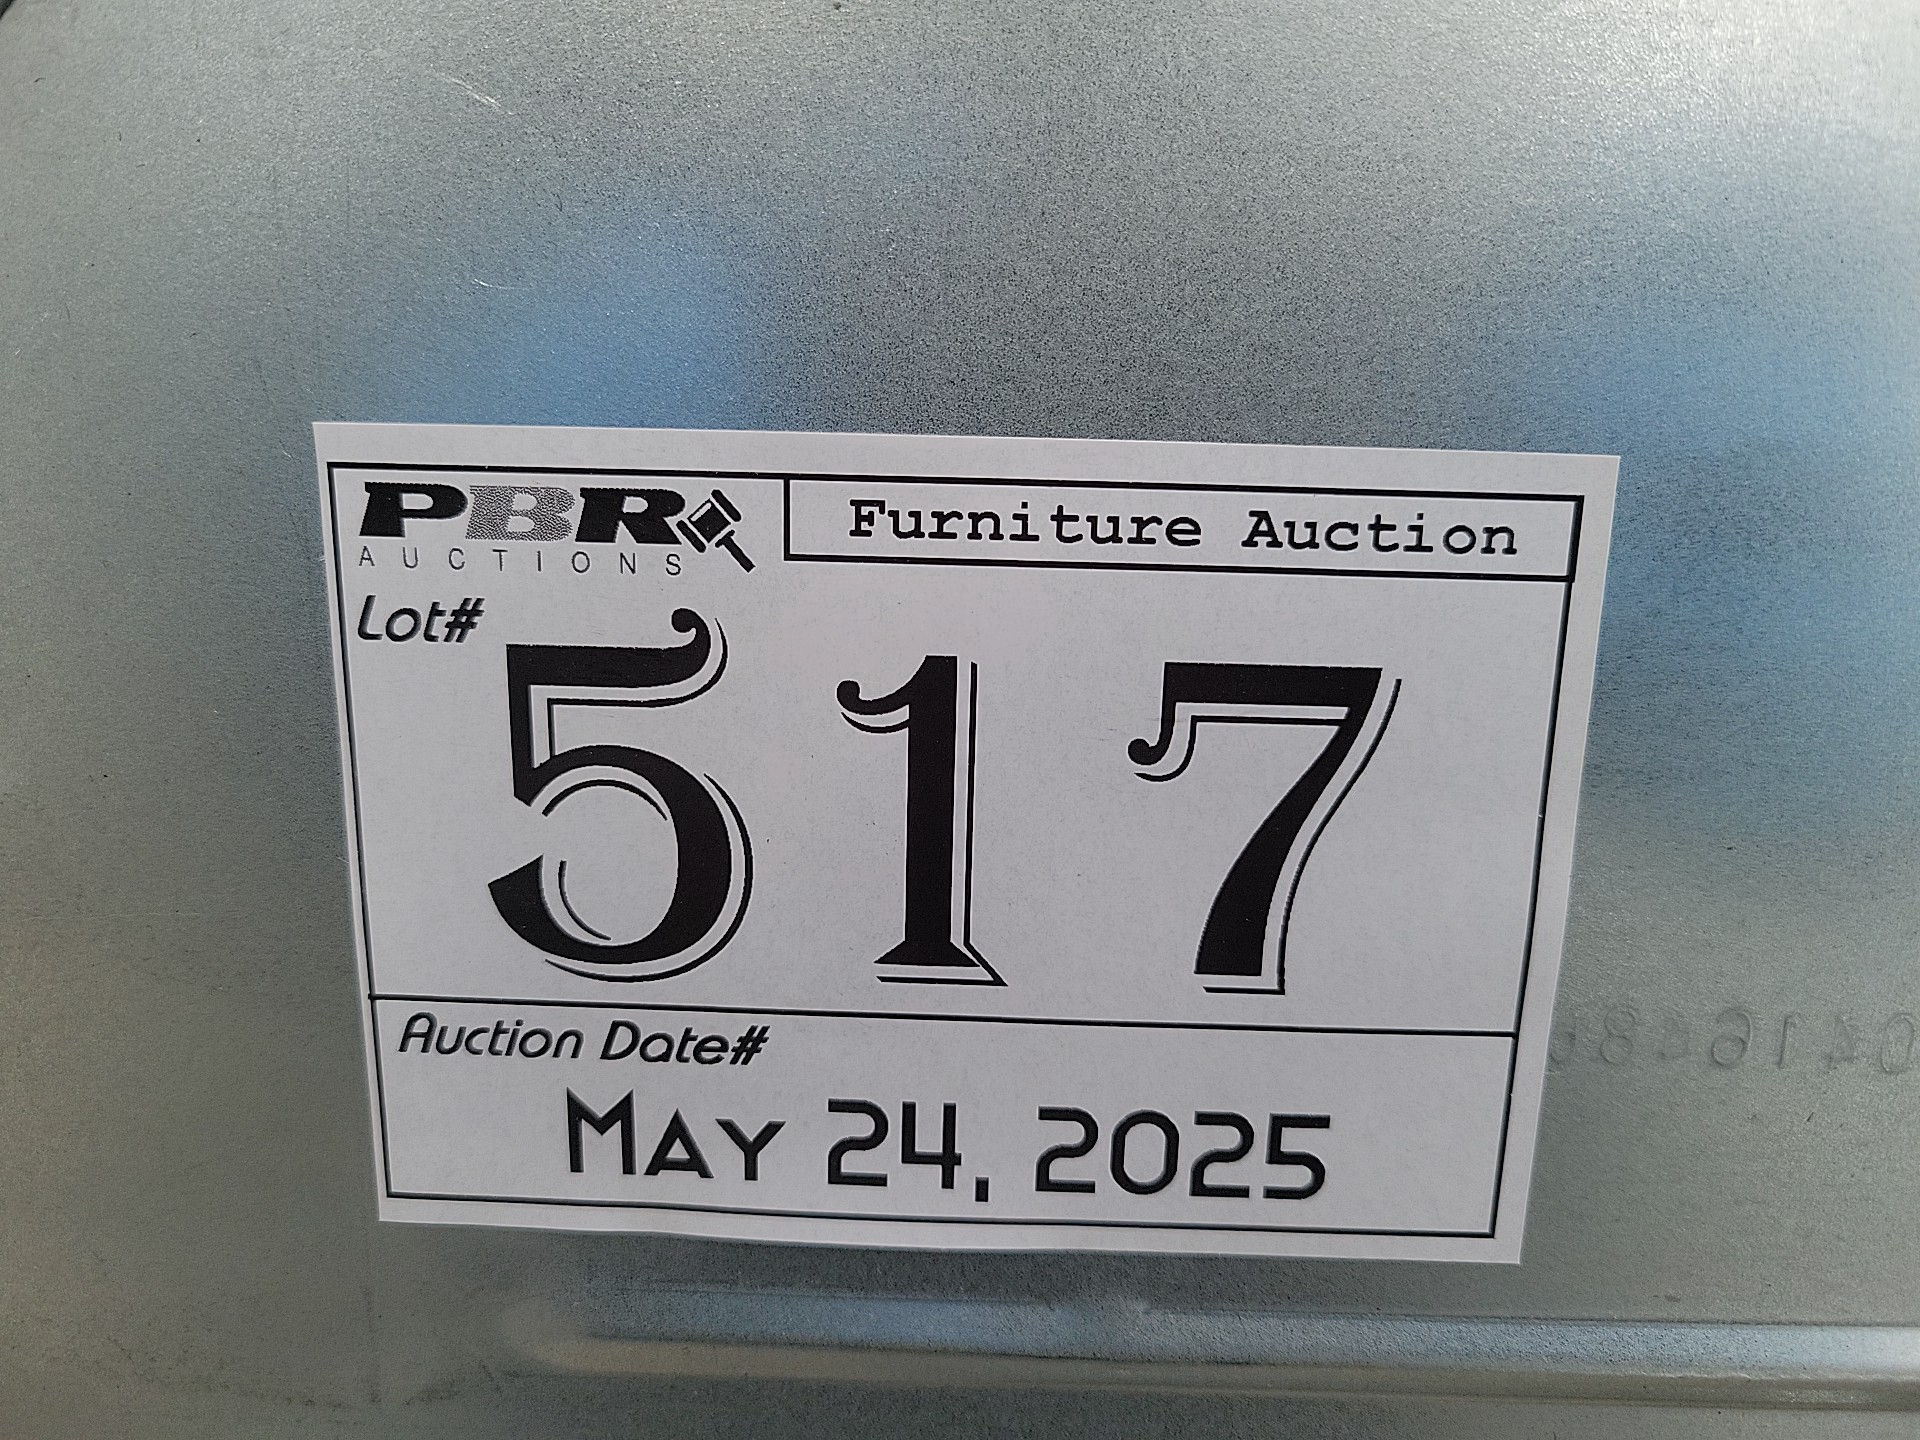 PBR
AUCTIONS
Furniture Auction
Lot#
517
Auction Date#
MAY 24, 2025